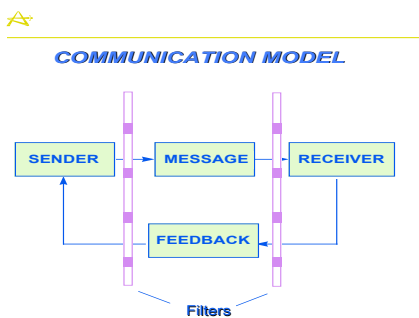 COMMUNICATION MODEL
SENDER
MESSAGE
RECEIVER
FEEDBACK
Filters